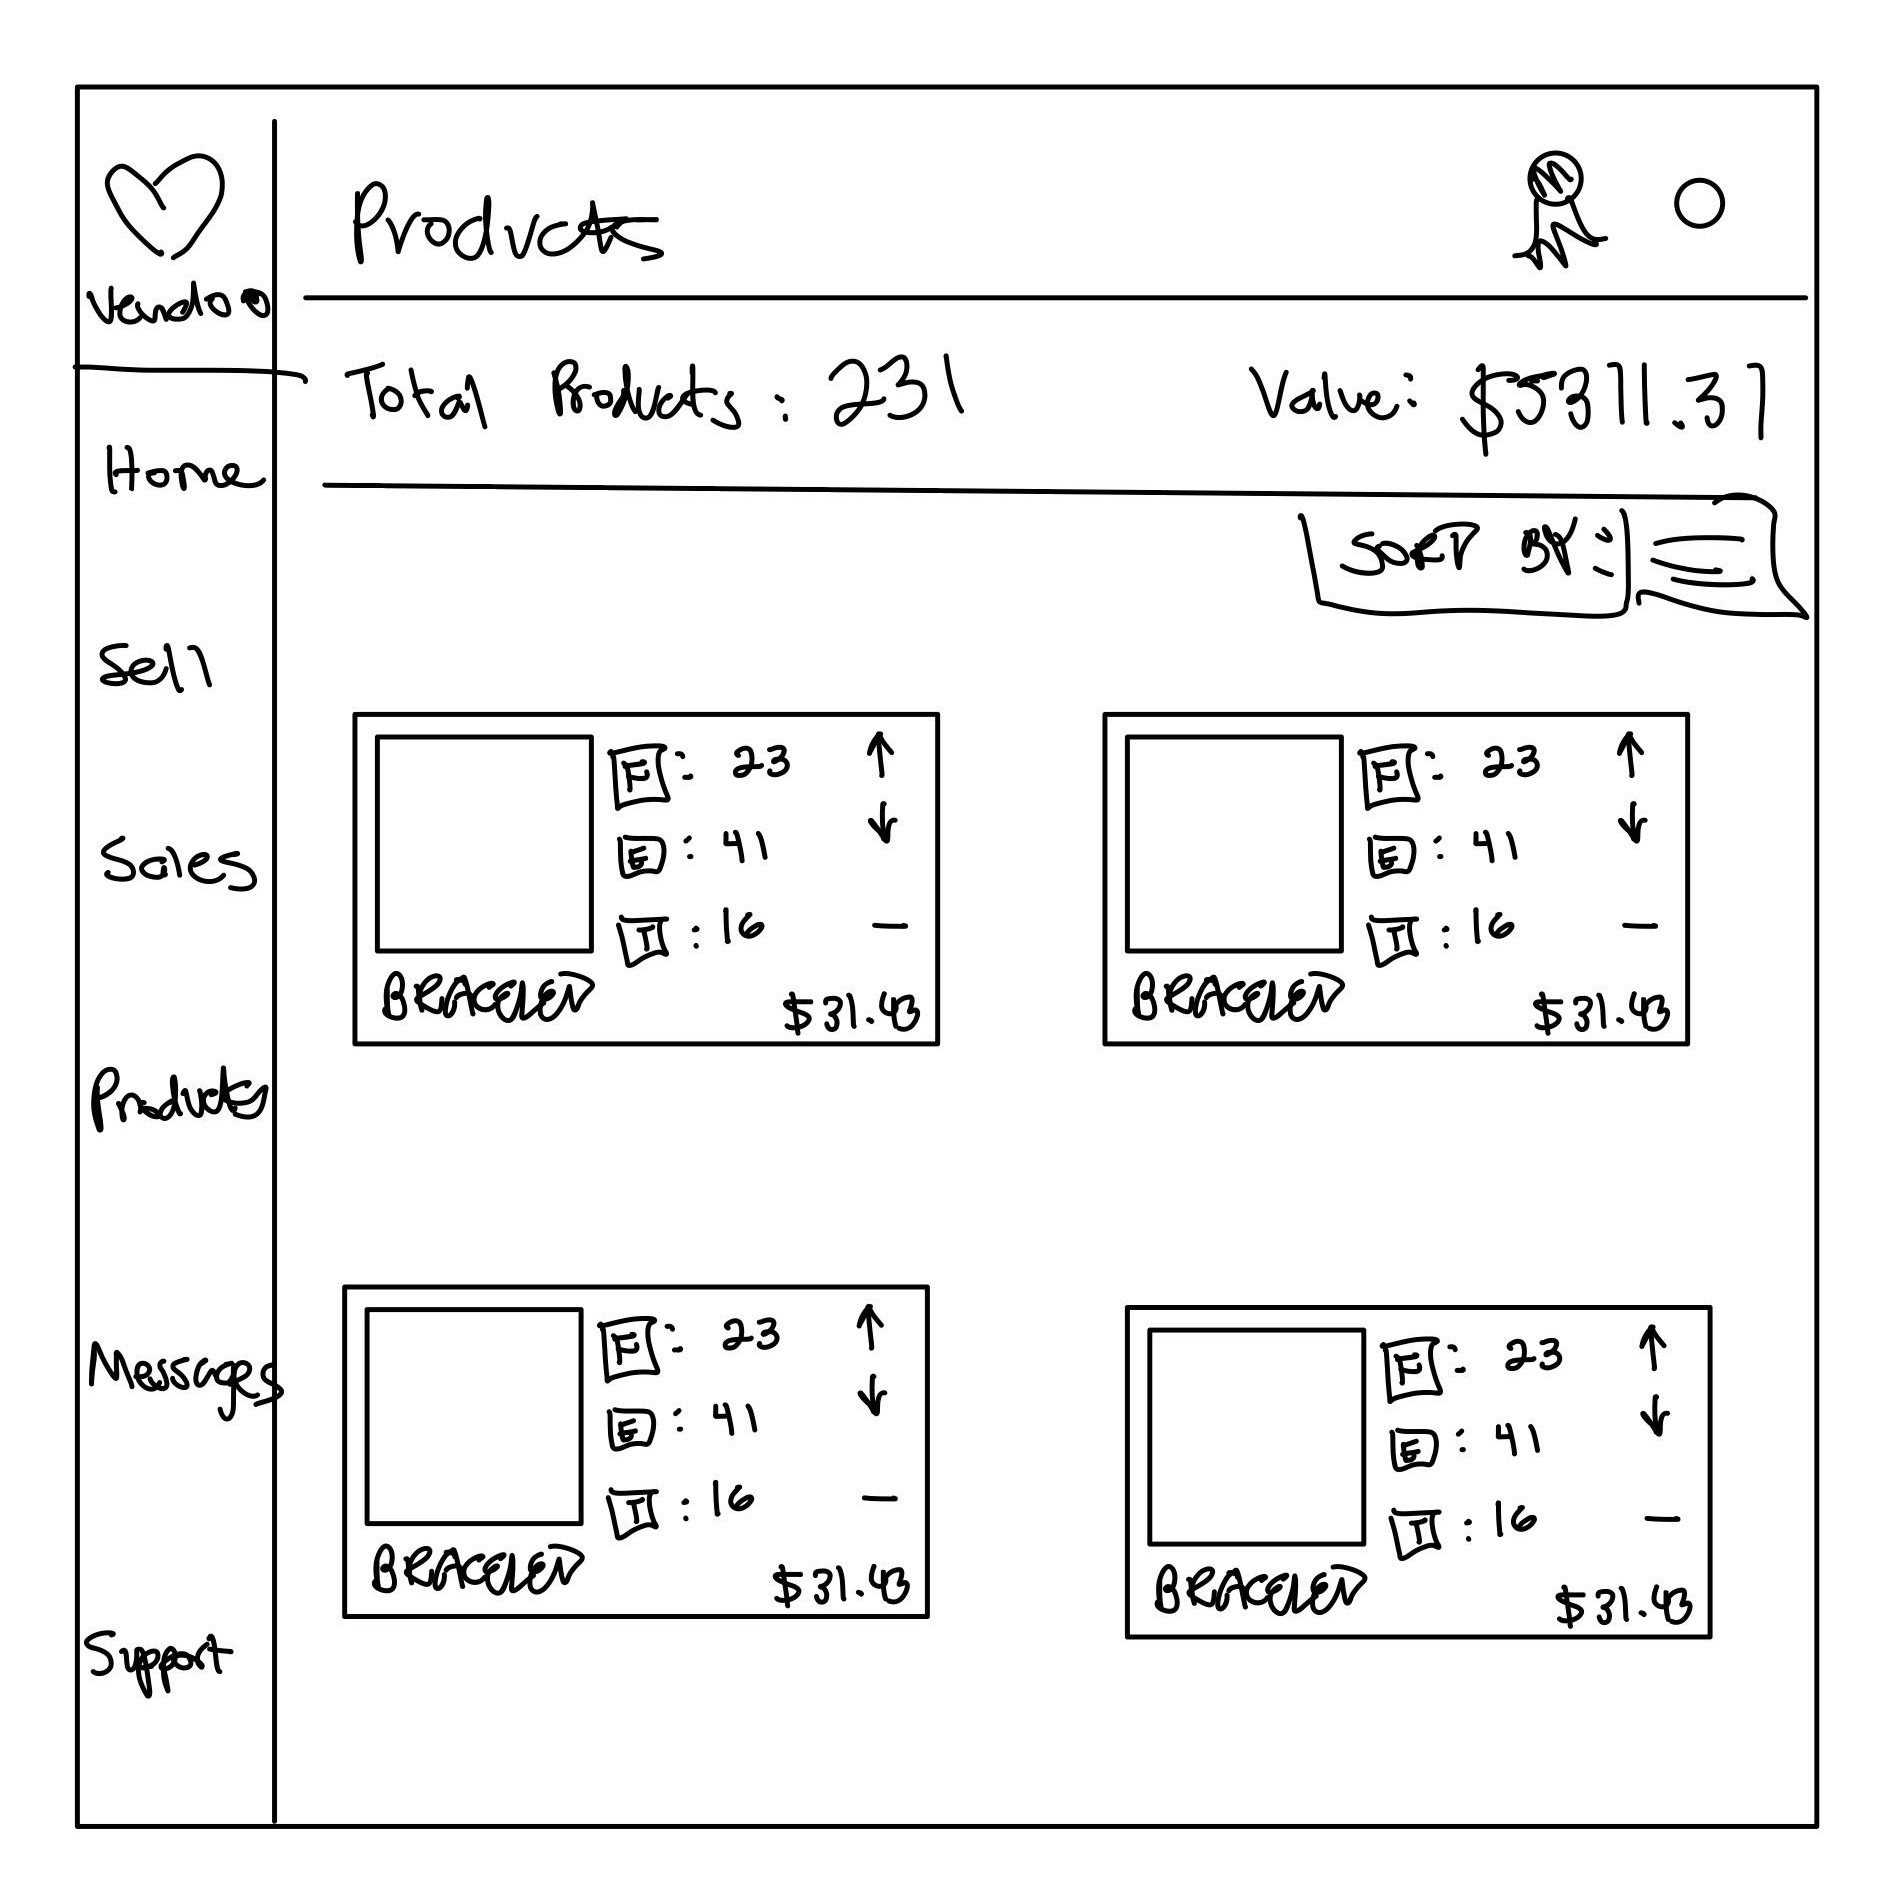 Vendoo
Home
Sell
Sales
Products
Messages
Support
Products
Total Products: 231
Value: $5311.31
SORT BY:
F: 23 ↑
E: 41 ↓
T: 16 —
BRACELET
$31.43
F: 23 ↑
E: 41 ↓
T: 16 —
BRACELET
$31.43
F: 23 ↑
E: 41 ↓
T: 16 —
BRACELET
$31.43
F: 23 ↑
E: 41 ↓
T: 16 —
BRACELET
$31.43